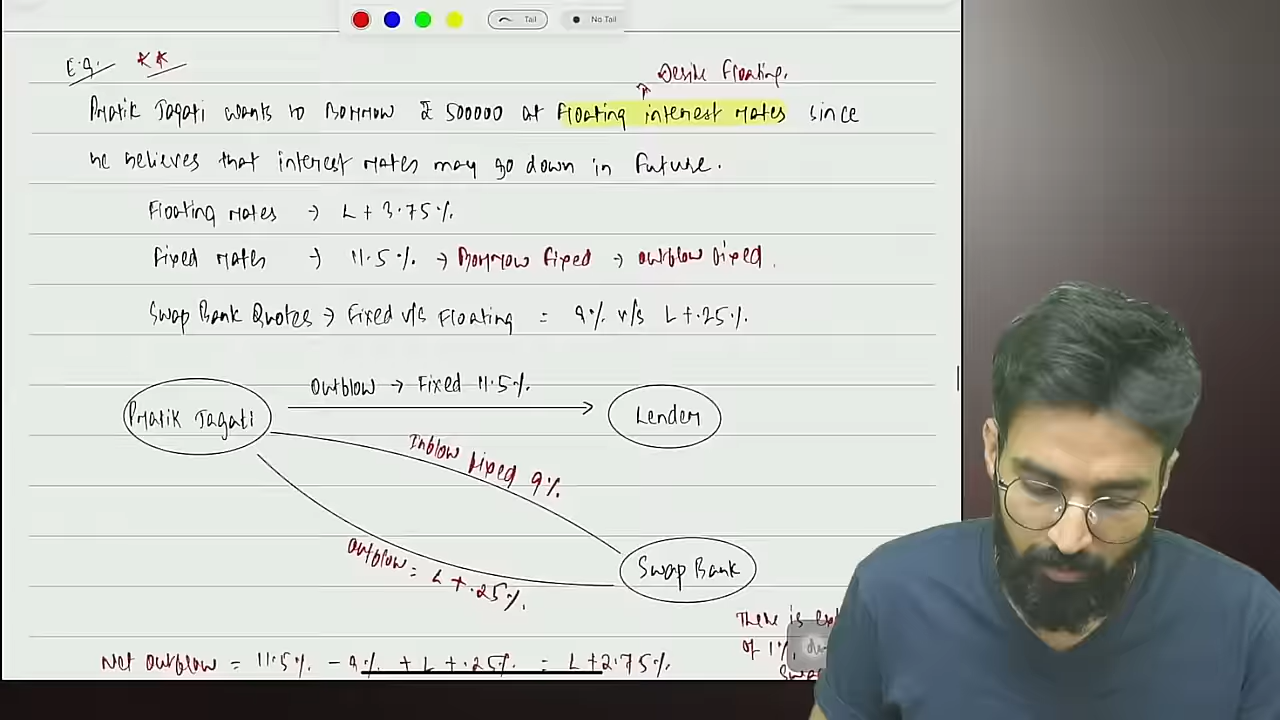 Tail
No Tail
E.g. **
Desire Floating.
Pratik Jagati wants to Borrow ₹ 500000 at floating interest rates since
he believes that interest rates may go down in future.
Floating rates → L + 3.75%
Fixed rates → 11.5% → Borrow fixed → outflow fixed.
Swap Bank Quotes → Fixed v/s Floating = 9% v/s L+.25%
Outflow → Fixed 11.5%
Pratik Jagati
Lender
Inflow fixed 9%
Outflow = L + .25%
Swap Bank
There is
of 1%
Net Outflow = 11.5% - 9% + L + .25% = L+2.75%